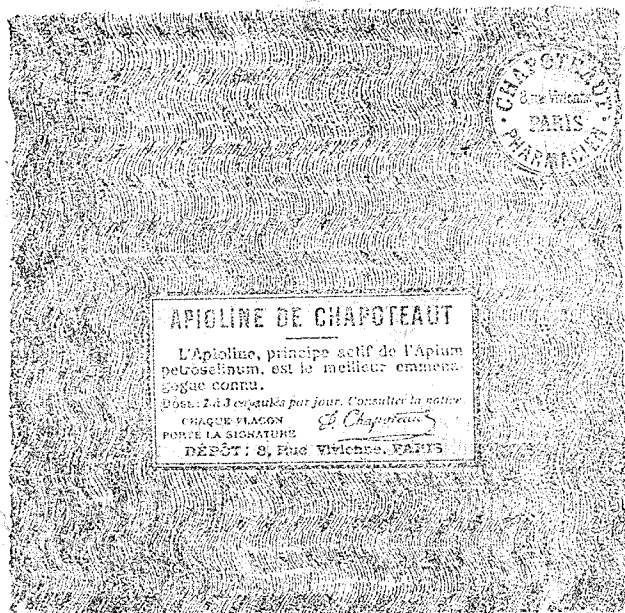 CHAPOTEAUT
8, rue Vivienne
PARIS
PHARMACIEN
APIOLINE DE CHAPOTEAUT
L'Apioline, principe actif de l'Apium
petroselinum, est le meilleur emména-
gogue connu.
DOSE: 2 à 3 capsules par jour. Consulter la notice.
CHAQUE FLACON
PORTE LA SIGNATURE
P. Chapoteaut
DÉPÔT: 8, Rue Vivienne, PARIS